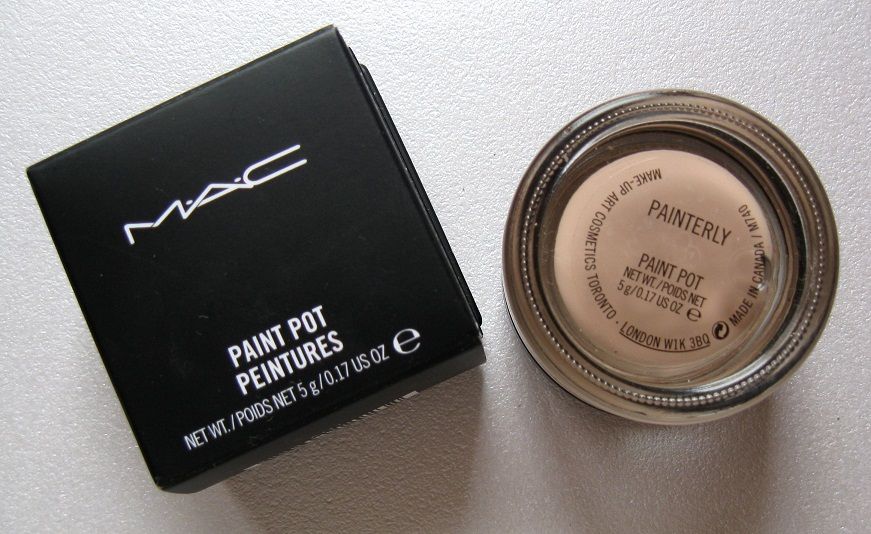 M·A·C
PAINT POT
PEINTURES
NET WT./POIDS NET 5 g/0.17 US OZ ℮
PAINTERLY
PAINT POT
NET WT./POIDS NET
5 g/0.17 US OZ ℮
MAKE-UP ART COSMETICS TORONTO · LONDON W1K 3BQ MADE IN CANADA / M740